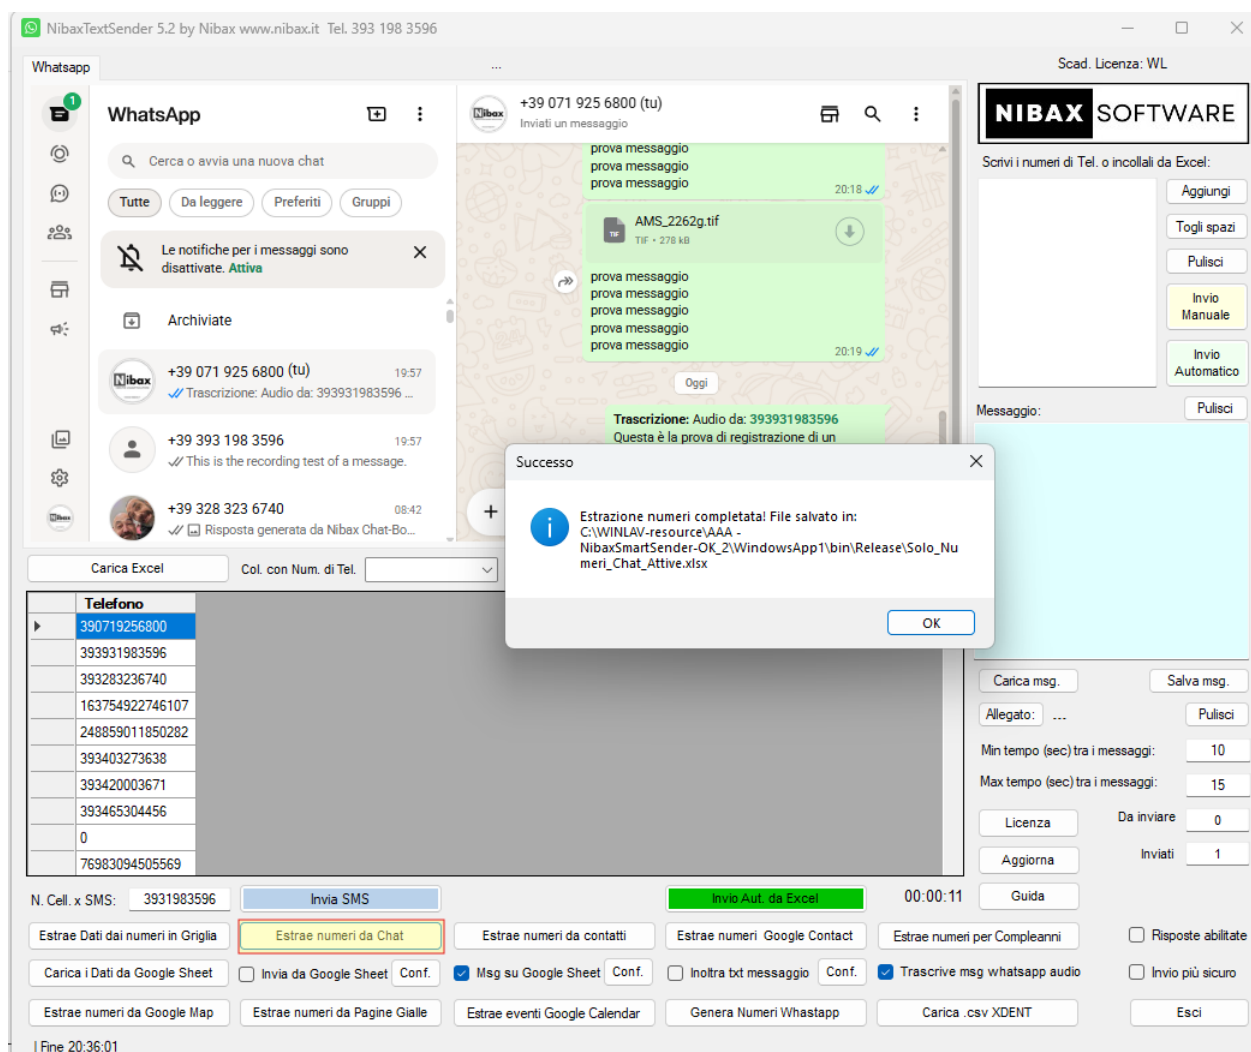 NibaxTextSender 5.2 by Nibax www.nibax.it Tel. 393 198 3596
Whatsapp
...
Scad. Licenza: WL
1
WhatsApp
Cerca o avvia una nuova chat
Tutte
Da leggere
Preferiti
Gruppi
Le notifiche per i messaggi sono
disattivate. Attiva
Archiviate
Nibax
+39 071 925 6800 (tu)
19:57
Trascrizione: Audio da: 393931983596 ...
+39 393 198 3596
19:57
This is the recording test of a message.
+39 328 323 6740
08:42
Risposta generata da Nibax Chat-Bo...
Nibax
Nibax
+39 071 925 6800 (tu)
Inviati un messaggio
prova messaggio
prova messaggio
prova messaggio
20:18
TIF
AMS_2262g.tif
TIF • 278 kB
prova messaggio
prova messaggio
prova messaggio
prova messaggio
prova messaggio
20:19
Oggi
Trascrizione: Audio da: 393931983596
Questa è la prova di registrazione di un
NIBAX SOFTWARE
Scrivi i numeri di Tel. o incollali da Excel:
Aggiungi
Togli spazi
Pulisci
Invio
Manuale
Invio
Automatico
Messaggio:
Pulisci
Successo
Estrazione numeri completata! File salvato in:
C:\WINLAV-resource\AAA -
NibaxSmartSender-OK_2\WindowsApp1\bin\Release\Solo_Nu
meri_Chat_Attive.xlsx
OK
Carica Excel
Col. con Num. di Tel.
Telefono
390719256800
393931983596
393283236740
163754922746107
248859011850282
393403273638
393420003671
393465304456
0
76983094505569
Carica msg.
Salva msg.
Allegato:
---
Pulisci
Min tempo (sec) tra i messaggi:
10
Max tempo (sec) tra i messaggi:
15
Licenza
Da inviare
0
Aggiorna
Inviati
1
N. Cell. x SMS:
3931983596
Invia SMS
Invio Aut. da Excel
00:00:11
Guida
Estrae Dati dai numeri in Griglia
Estrae numeri da Chat
Estrae numeri da contatti
Estrae numeri Google Contact
Estrae numeri per Compleanni
Risposte abilitate
Carica i Dati da Google Sheet
Invia da Google Sheet
Conf.
Msg su Google Sheet
Conf.
Inoltra txt messaggio
Conf.
Trascrive msg whatsapp audio
Invio più sicuro
Estrae numeri da Google Map
Estrae numeri da Pagine Gialle
Estrae eventi Google Calendar
Genera Numeri Whastapp
Carica .csv XDENT
Esci
| Fine 20:36:01